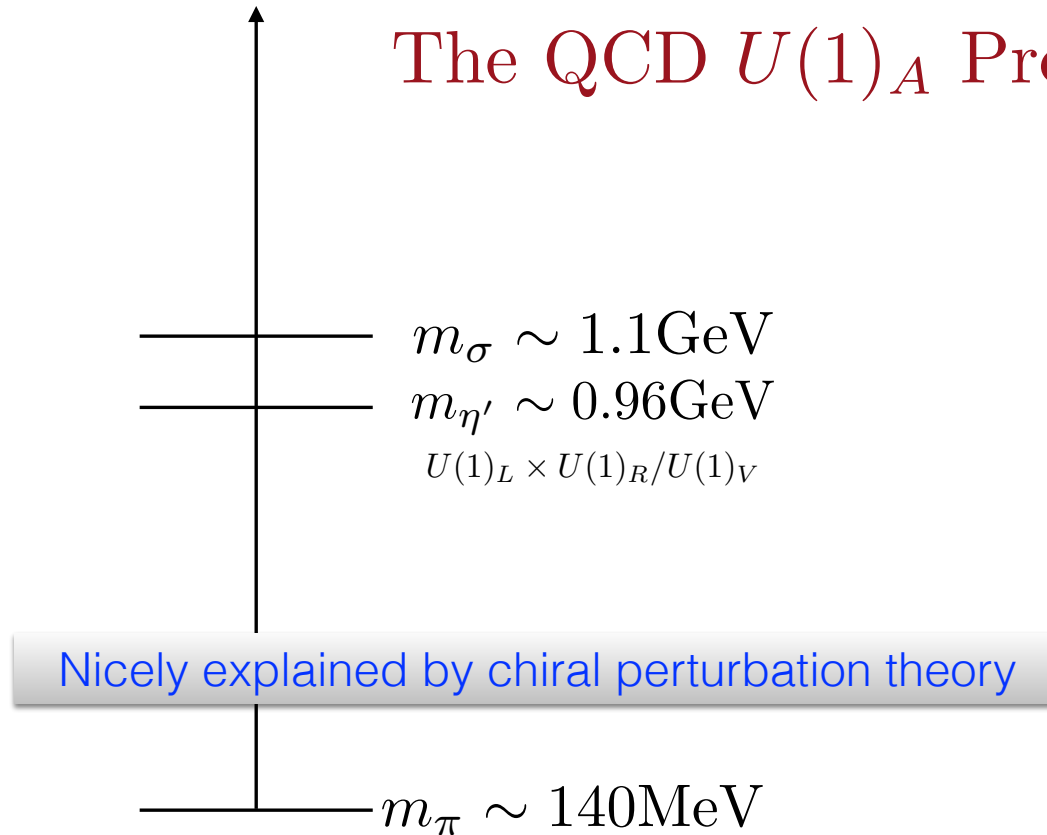 The QCD U(1)_A Pro
m_σ ∼ 1.1GeV
m_η′ ∼ 0.96GeV
U(1)_L × U(1)_R/U(1)_V
Nicely explained by chiral perturbation theory
m_π ∼ 140MeV